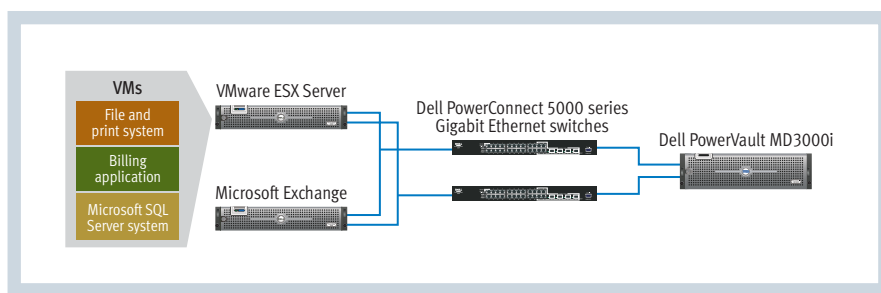 VMs
File and
print system
Billing
application
Microsoft SQL
Server system
VMware ESX Server
Microsoft Exchange
Dell PowerConnect 5000 series
Gigabit Ethernet switches
Dell PowerVault MD3000i